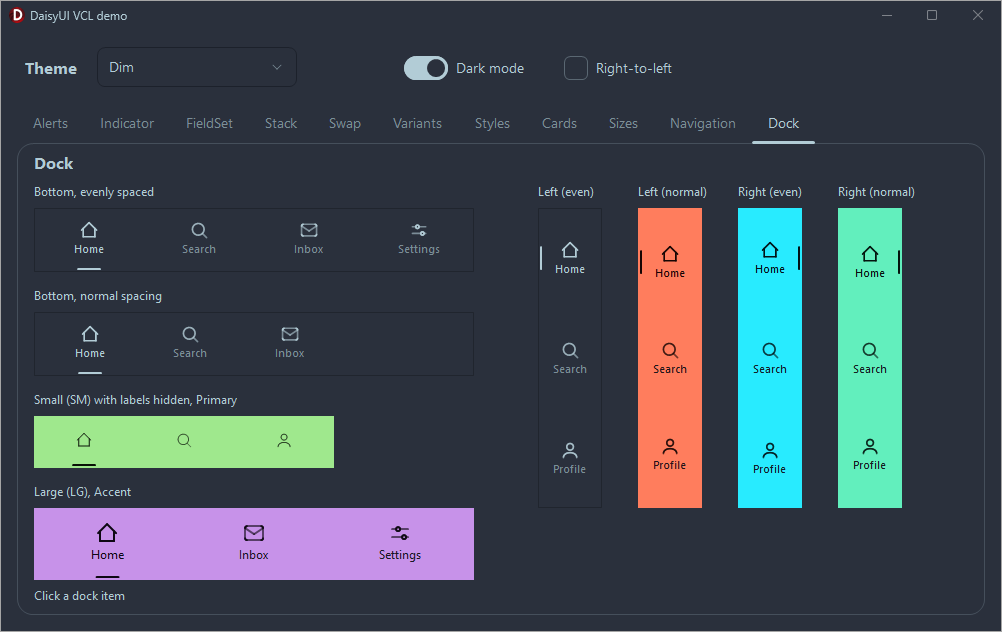 DaisyUI VCL demo
Theme
Dim
Dark mode
Right-to-left
Alerts Indicator FieldSet Stack Swap Variants Styles Cards Sizes Navigation Dock
Dock
Bottom, evenly spaced
Home Search Inbox Settings
Bottom, normal spacing
Home Search Inbox
Small (SM) with labels hidden, Primary
Large (LG), Accent
Home Inbox Settings
Click a dock item
Left (even) Left (normal) Right (even) Right (normal)
Home Home Home Home
Search Search Search Search
Profile Profile Profile Profile